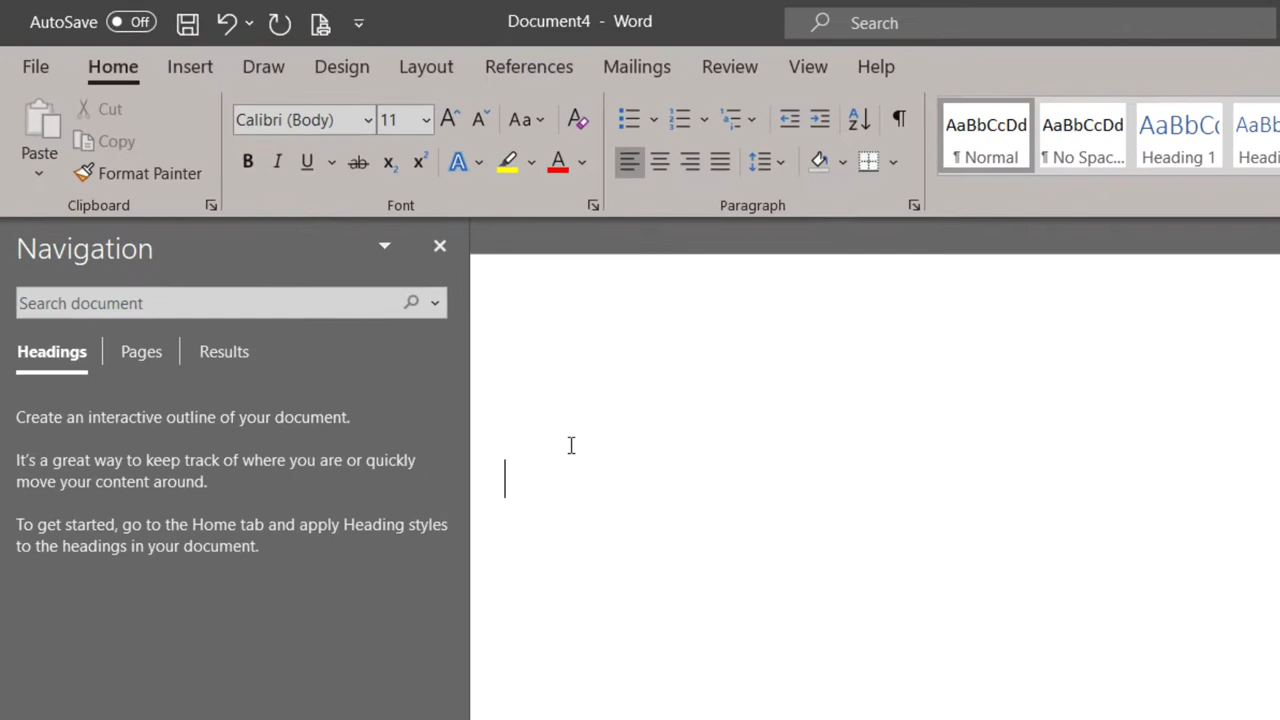 AutoSave Off Document4 - Word Search
File Home Insert Draw Design Layout References Mailings Review View Help
Paste
Cut
Copy
Format Painter
Clipboard
Calibri (Body) 11 Aa
B I U ab x₂ x² A A
Font
A Z ¶
Paragraph
AaBbCcDd AaBbCcDd AaBbCc AaBb
¶ Normal ¶ No Spac... Heading 1 Headi
Navigation
Search document
Headings Pages Results
Create an interactive outline of your document.
It's a great way to keep track of where you are or quickly
move your content around.
To get started, go to the Home tab and apply Heading styles
to the headings in your document.